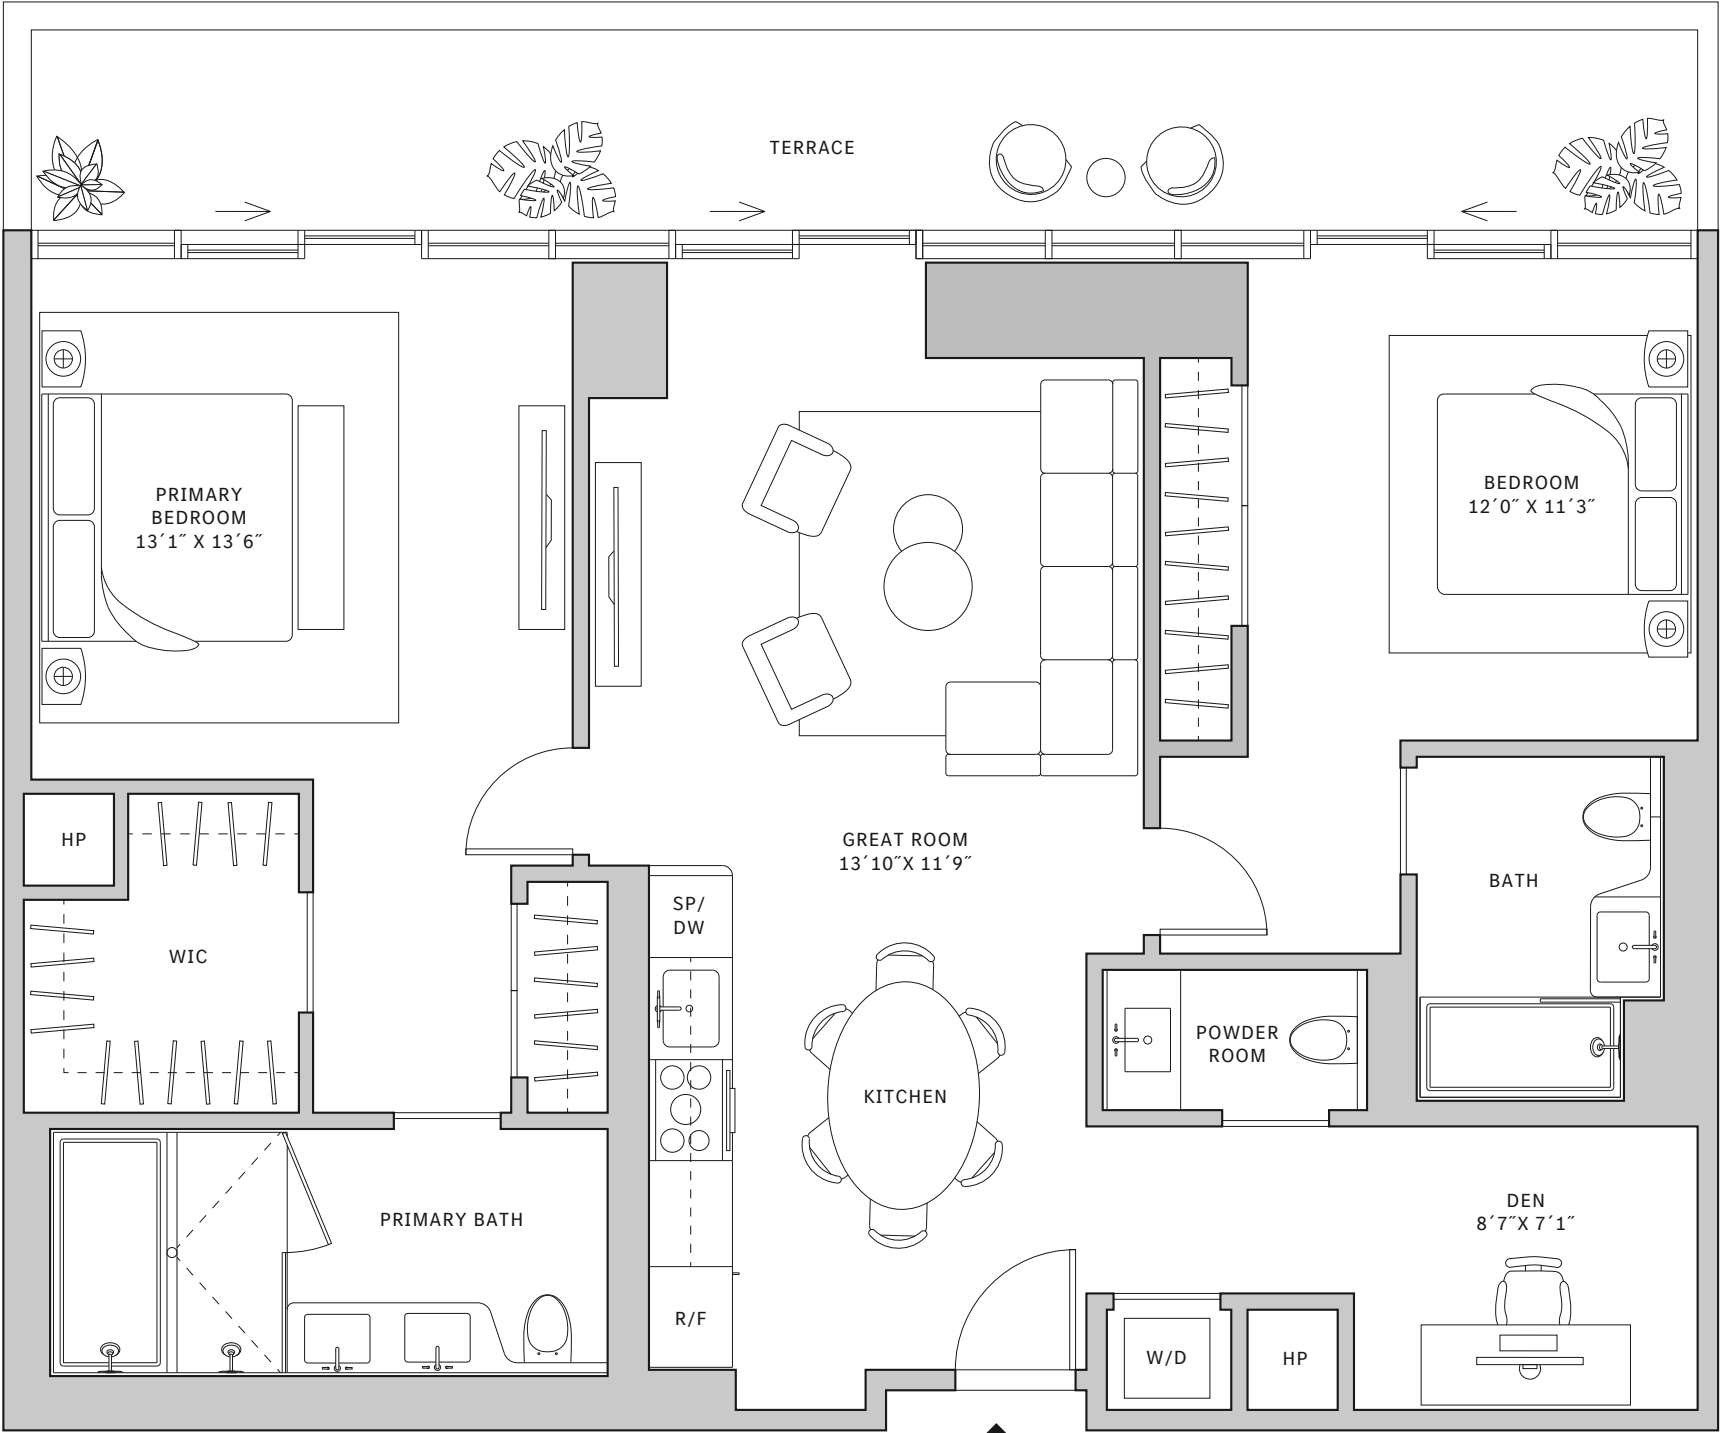 TERRACE
PRIMARY
BEDROOM
13´1˝ X 13´6˝
BEDROOM
12´0˝ X 11´3˝
HP
GREAT ROOM
13´10˝X 11´9˝
BATH
SP/
DW
WIC
POWDER
ROOM
KITCHEN
PRIMARY BATH
DEN
8´7˝X 7´1˝
R/F
W/D
HP